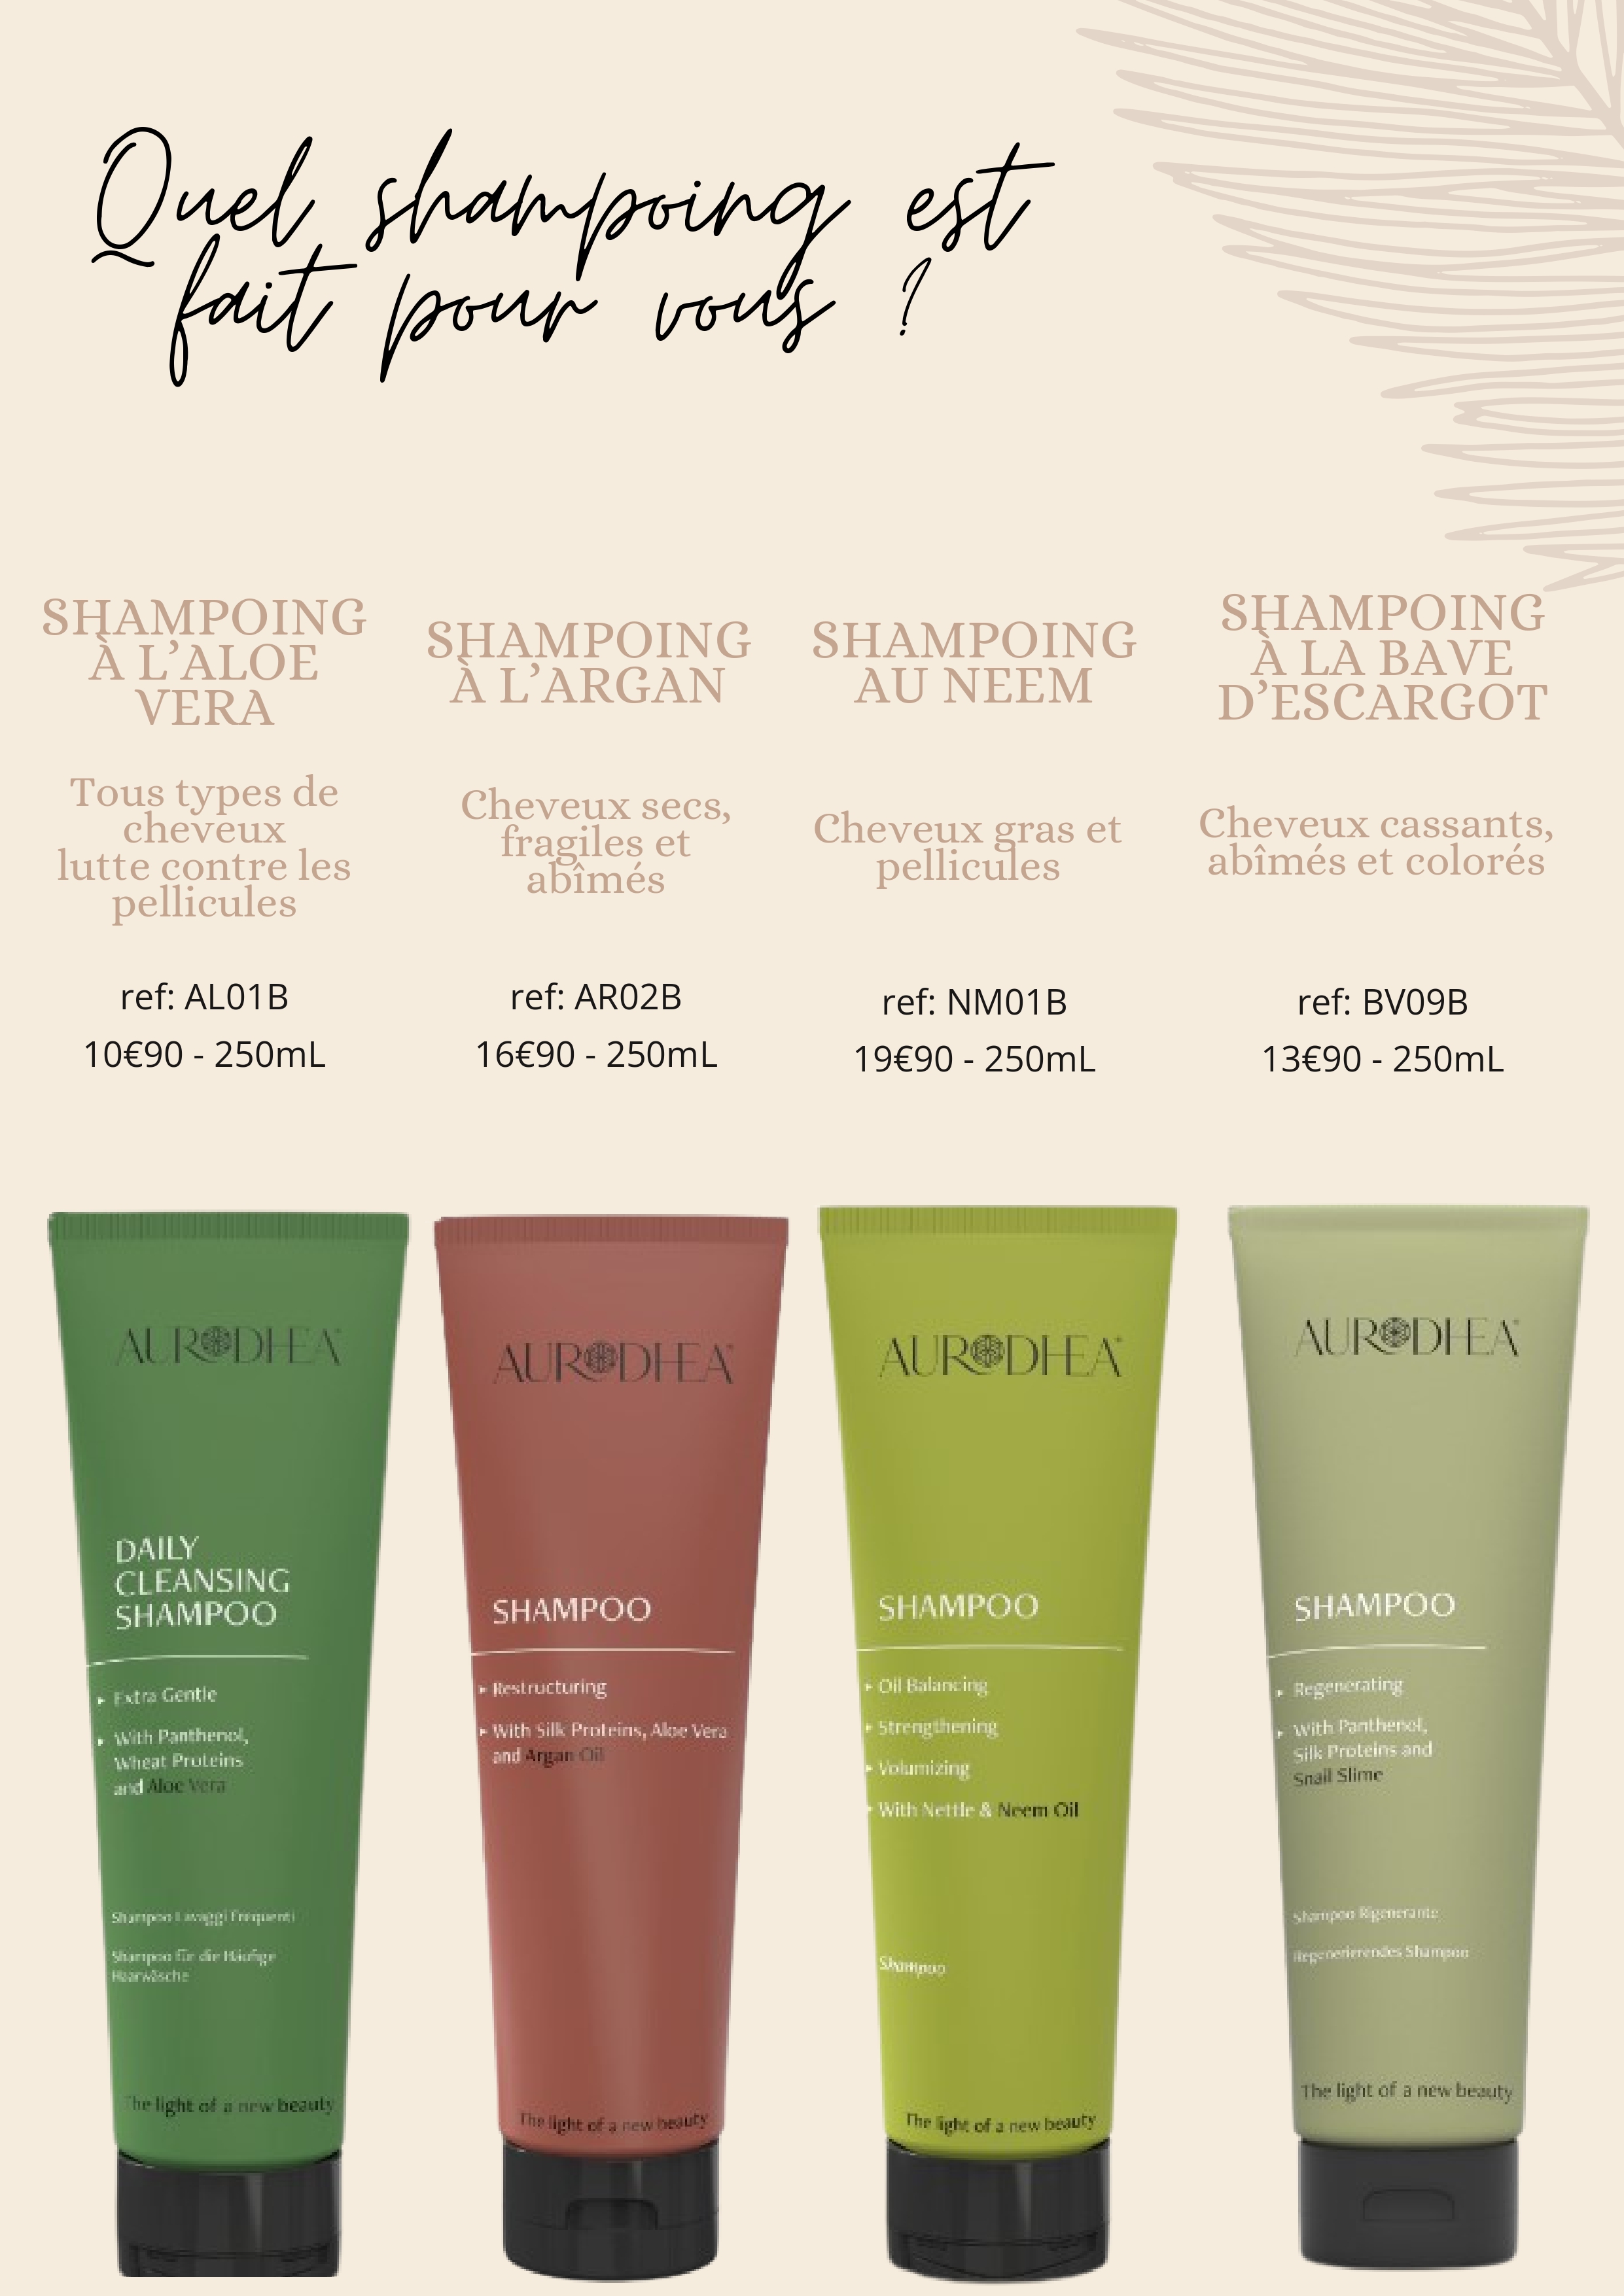 Quel shampoing est
fait pour vous ?
SHAMPOING
À L’ALOE
VERA
Tous types de
cheveux
lutte contre les
pellicules
ref: AL01B
10€90 - 250mL
SHAMPOING
À L’ARGAN
Cheveux secs,
fragiles et
abîmés
ref: AR02B
16€90 - 250mL
SHAMPOING
AU NEEM
Cheveux gras et
pellicules
ref: NM01B
19€90 - 250mL
SHAMPOING
À LA BAVE
D’ESCARGOT
Cheveux cassants,
abîmés et colorés
ref: BV09B
13€90 - 250mL
AURODHEA
DAILY
CLEANSING
SHAMPOO
Extra Gentle
With Panthenol,
Wheat Proteins
and Aloe Vera
Shampoo Lavaggi Frequenti
Shampoo für die Häufige
Haarwäsche
The light of a new beauty
AURODHEA
SHAMPOO
Restructuring
With Silk Proteins, Aloe Vera
and Argan Oil
The light of a new beauty
AURODHEA
SHAMPOO
Oil Balancing
Strengthening
Volumizing
With Nettle & Neem Oil
Shampoo
The light of a new beauty
AURODHEA
SHAMPOO
Regenerating
With Panthenol,
Silk Proteins and
Snail Slime
Shampoo Rigenerante
Regenerierendes Shampoo
The light of a new beauty